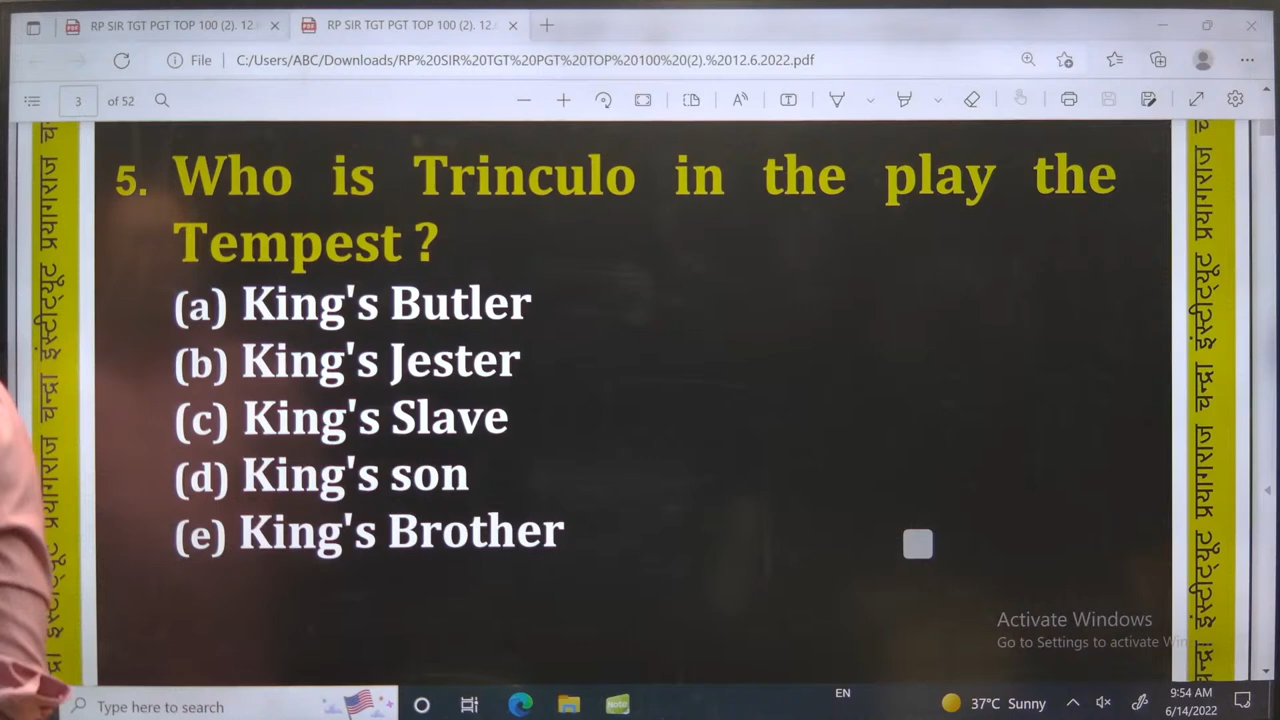 RP SIR TGT PGT TOP 100 (2). 12.
RP SIR TGT PGT TOP 100 (2). 12.
File
C:/Users/ABC/Downloads/RP%20SIR%20TGT%20PGT%20TOP%20100%20(2).%2012.6.2022.pdf
3 of 52
5. Who is Trinculo in the play the
Tempest ?
(a) King's Butler
(b) King's Jester
(c) King's Slave
(d) King's son
(e) King's Brother
चन्द्रा इंस्टीट्यूट प्रयागराज
चन्द्रा इंस्टीट्यूट प्रयागराज
Activate Windows
Go to Settings to activate Win
Type here to search
EN
37°C Sunny
9:54 AM
6/14/2022